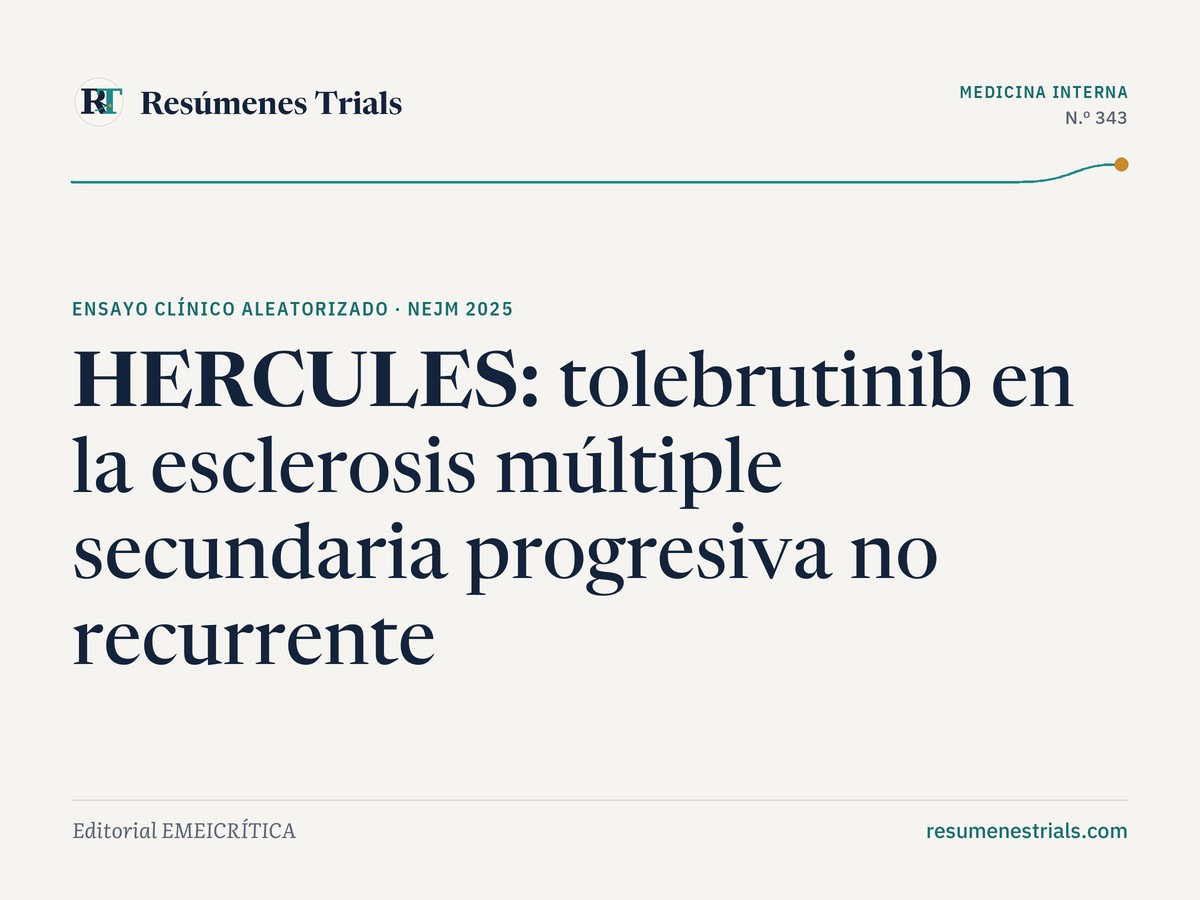 RT Resúmenes Trials
MEDICINA INTERNA
N.º 343
ENSAYO CLÍNICO ALEATORIZADO · NEJM 2025
HERCULES: tolebrutinib en
la esclerosis múltiple
secundaria progresiva no
recurrente
Editorial EMEICRÍTICA
resumenestrials.com